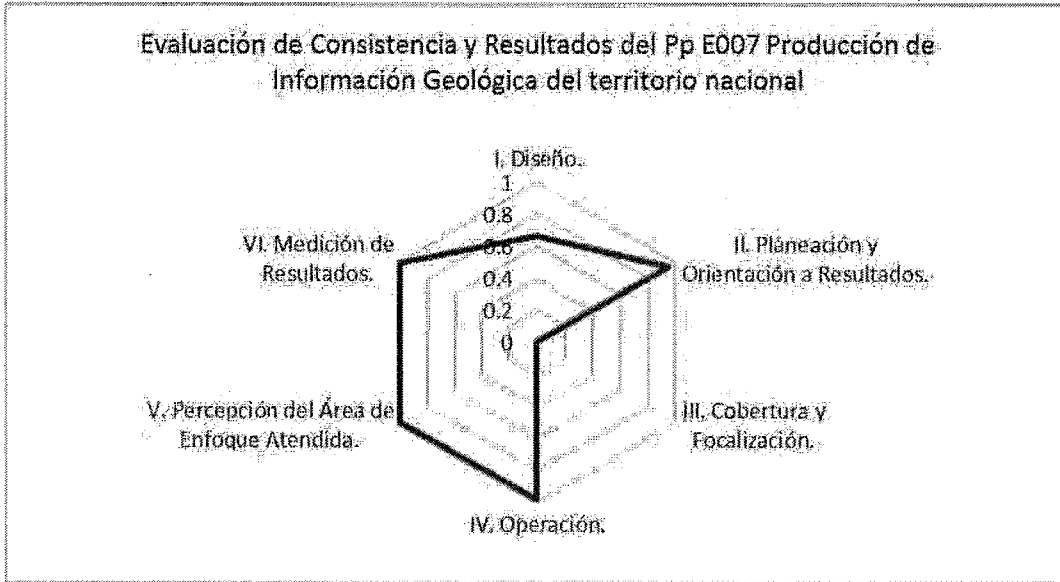 Evaluación de Consistencia y Resultados del Pp E007 Producción de
Información Geológica del territorio nacional
I. Diseño.
1
0.8
0.6
0.4
0.2
0
II. Planeación y
Orientación a Resultados.
III. Cobertura y
Focalización.
IV. Operación.
V. Percepción del Área de
Enfoque Atendida.
VI. Medición de
Resultados.